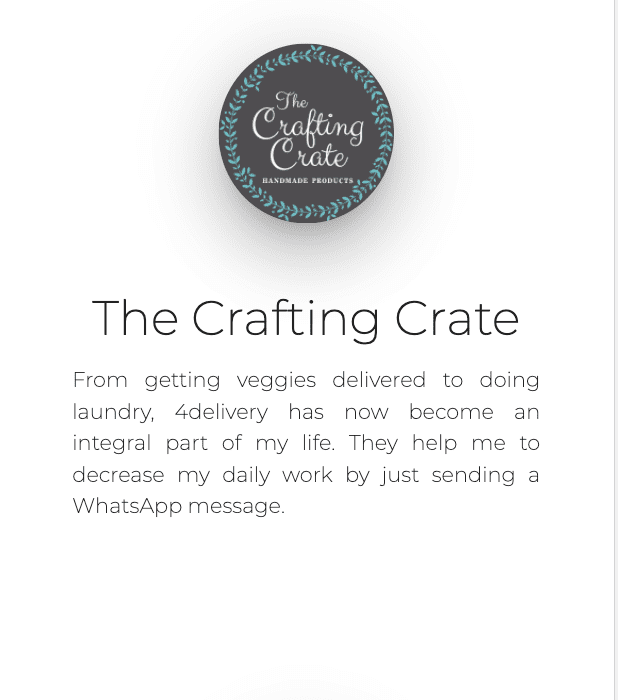 The
Crafting
Crate
HANDMADE PRODUCTS
The Crafting Crate
From getting veggies delivered to doing
laundry, 4delivery has now become an
integral part of my life. They help me to
decrease my daily work by just sending a
WhatsApp message.